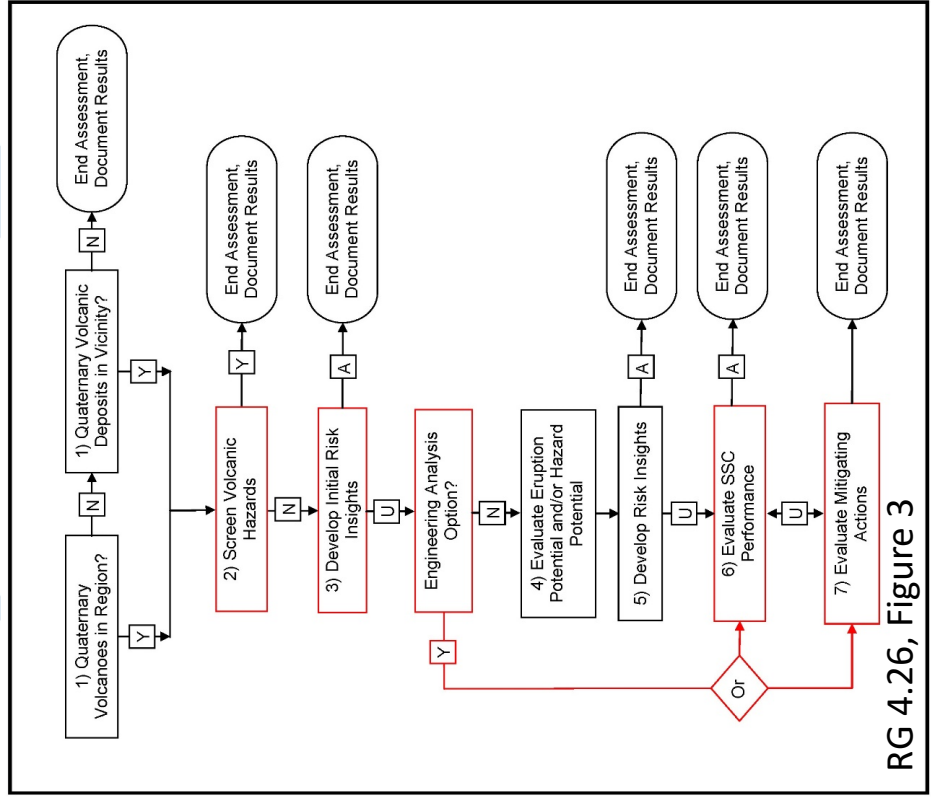 1) Quaternary
Volcanoes in Region?
N
1) Quaternary Volcanic
Deposits in Vicinity?
N
End Assessment,
Document Results
Y
Y
2) Screen Volcanic
Hazards
Y
End Assessment,
Document Results
N
3) Develop Initial Risk
Insights
A
End Assessment,
Document Results
U
Engineering Analysis
Option?
Y
N
4) Evaluate Eruption
Potential and/or Hazard
Potential
5) Develop Risk Insights
A
End Assessment,
Document Results
U
Or
6) Evaluate SSC
Performance
A
End Assessment,
Document Results
U
7) Evaluate Mitigating
Actions
End Assessment,
Document Results
RG 4.26, Figure 3